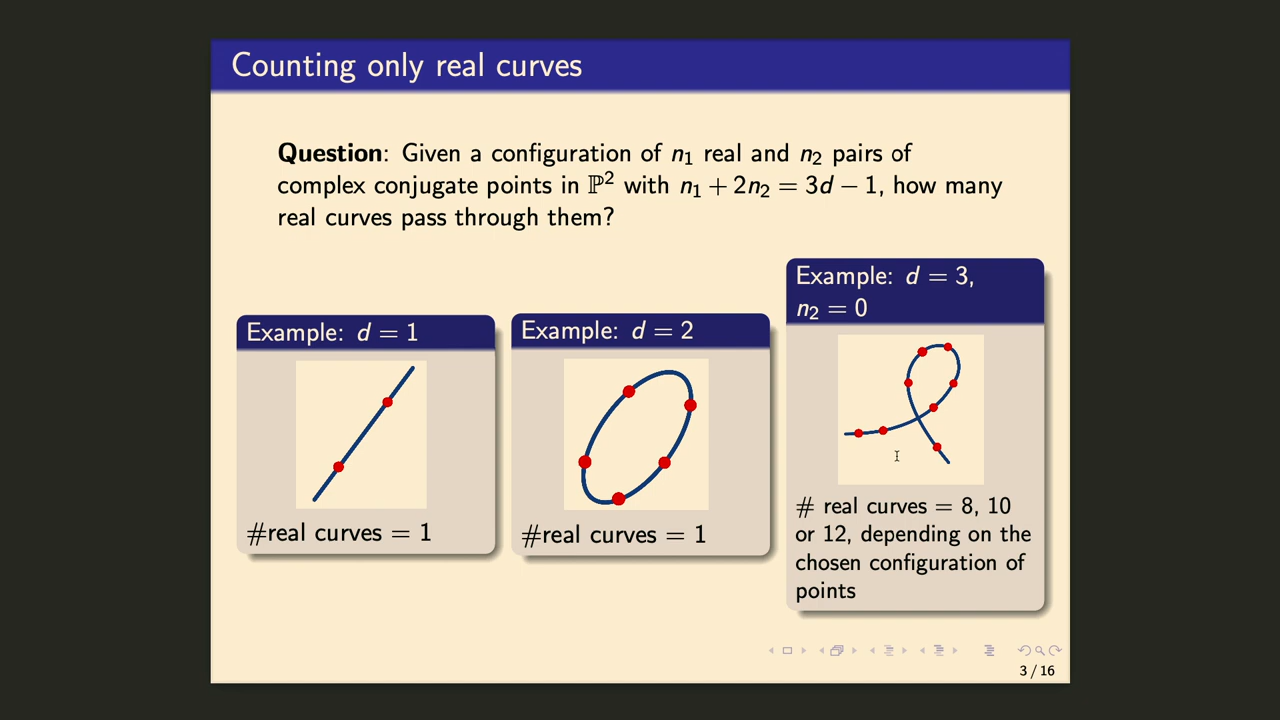 Counting only real curves
Question: Given a configuration of n₁ real and n₂ pairs of
complex conjugate points in ℙ² with n₁ + 2n₂ = 3d − 1, how many
real curves pass through them?
Example: d = 1
#real curves = 1
Example: d = 2
#real curves = 1
Example: d = 3,
n₂ = 0
# real curves = 8, 10
or 12, depending on the
chosen configuration of
points
3 / 16